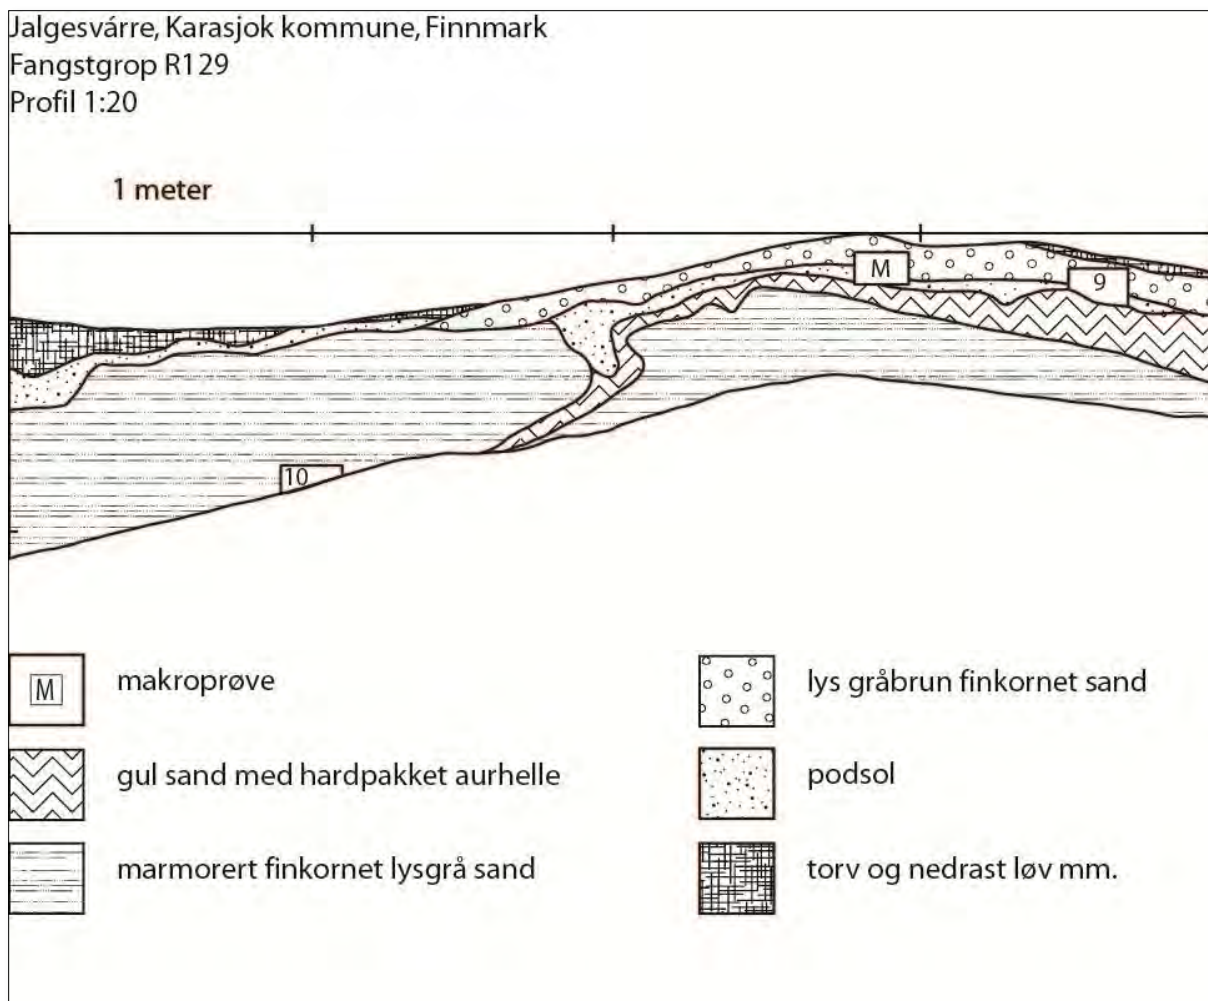 Jalgesvárre, Karasjok kommune, Finnmark
Fangstgrop R129
Profil 1:20
1 meter
M
9
10
M
makroprøve
lys gråbrun finkornet sand
gul sand med hardpakket aurhelle
podsol
marmorert finkornet lysgrå sand
torv og nedrast løv mm.